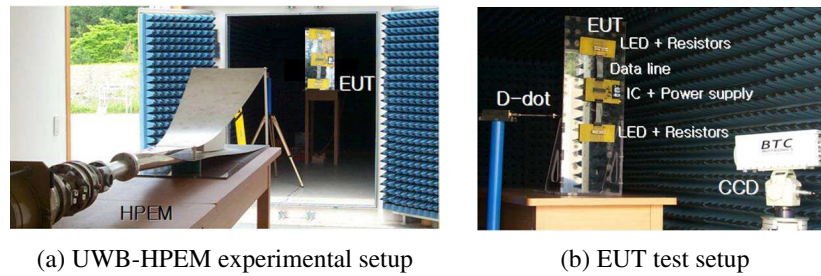 EUT
HPEM
EUT
LED + Resistors
Data line
D-dot
IC + Power supply
LED + Resistors
BTC
CCD
(a) UWB-HPEM experimental setup
(b) EUT test setup